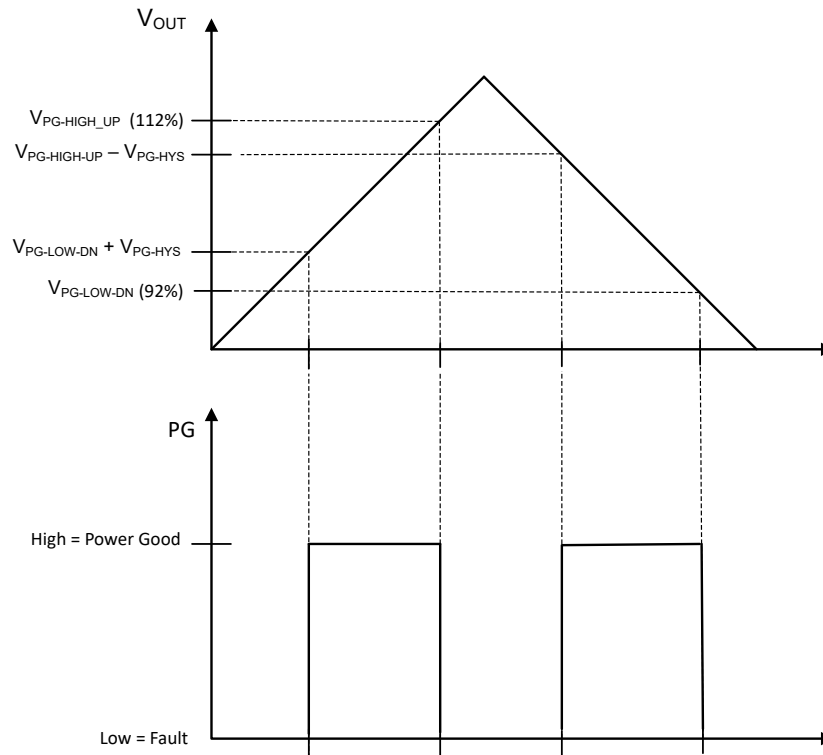 VOUT
VPG-HIGH_UP (112%)
VPG-HIGH-UP – VPG-HYS
VPG-LOW-DN + VPG-HYS
VPG-LOW-DN (92%)
PG
High = Power Good
Low = Fault